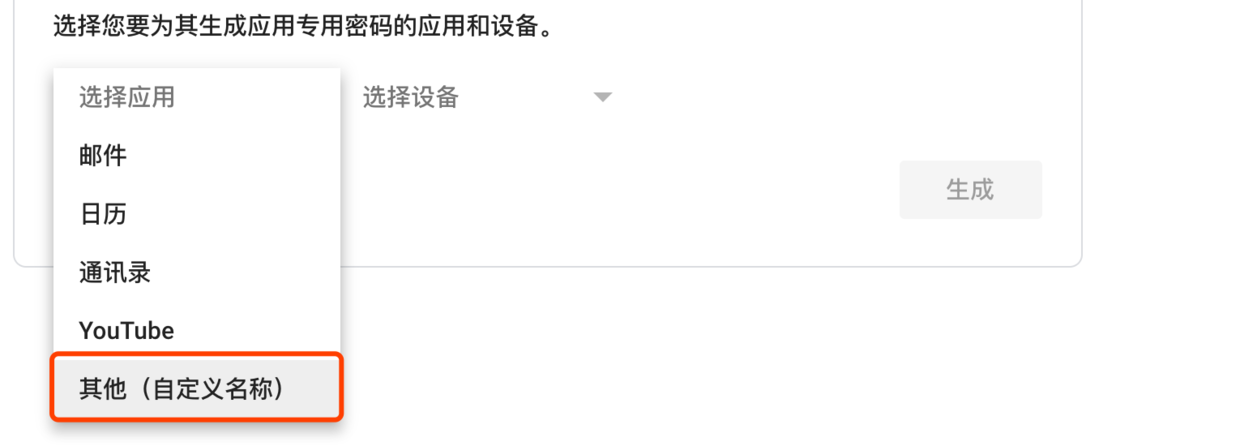 选择您要为其生成应用专用密码的应用和设备。
选择应用 选择设备
邮件
生成
日历
通讯录
YouTube
其他（自定义名称）